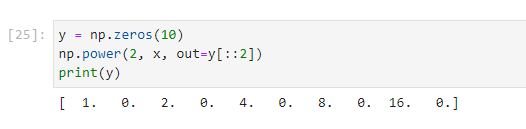 [25]: y = np.zeros(10)
np.power(2, x, out=y[::2])
print(y)
[  1.   0.   2.   0.   4.   0.   8.   0.  16.   0.]